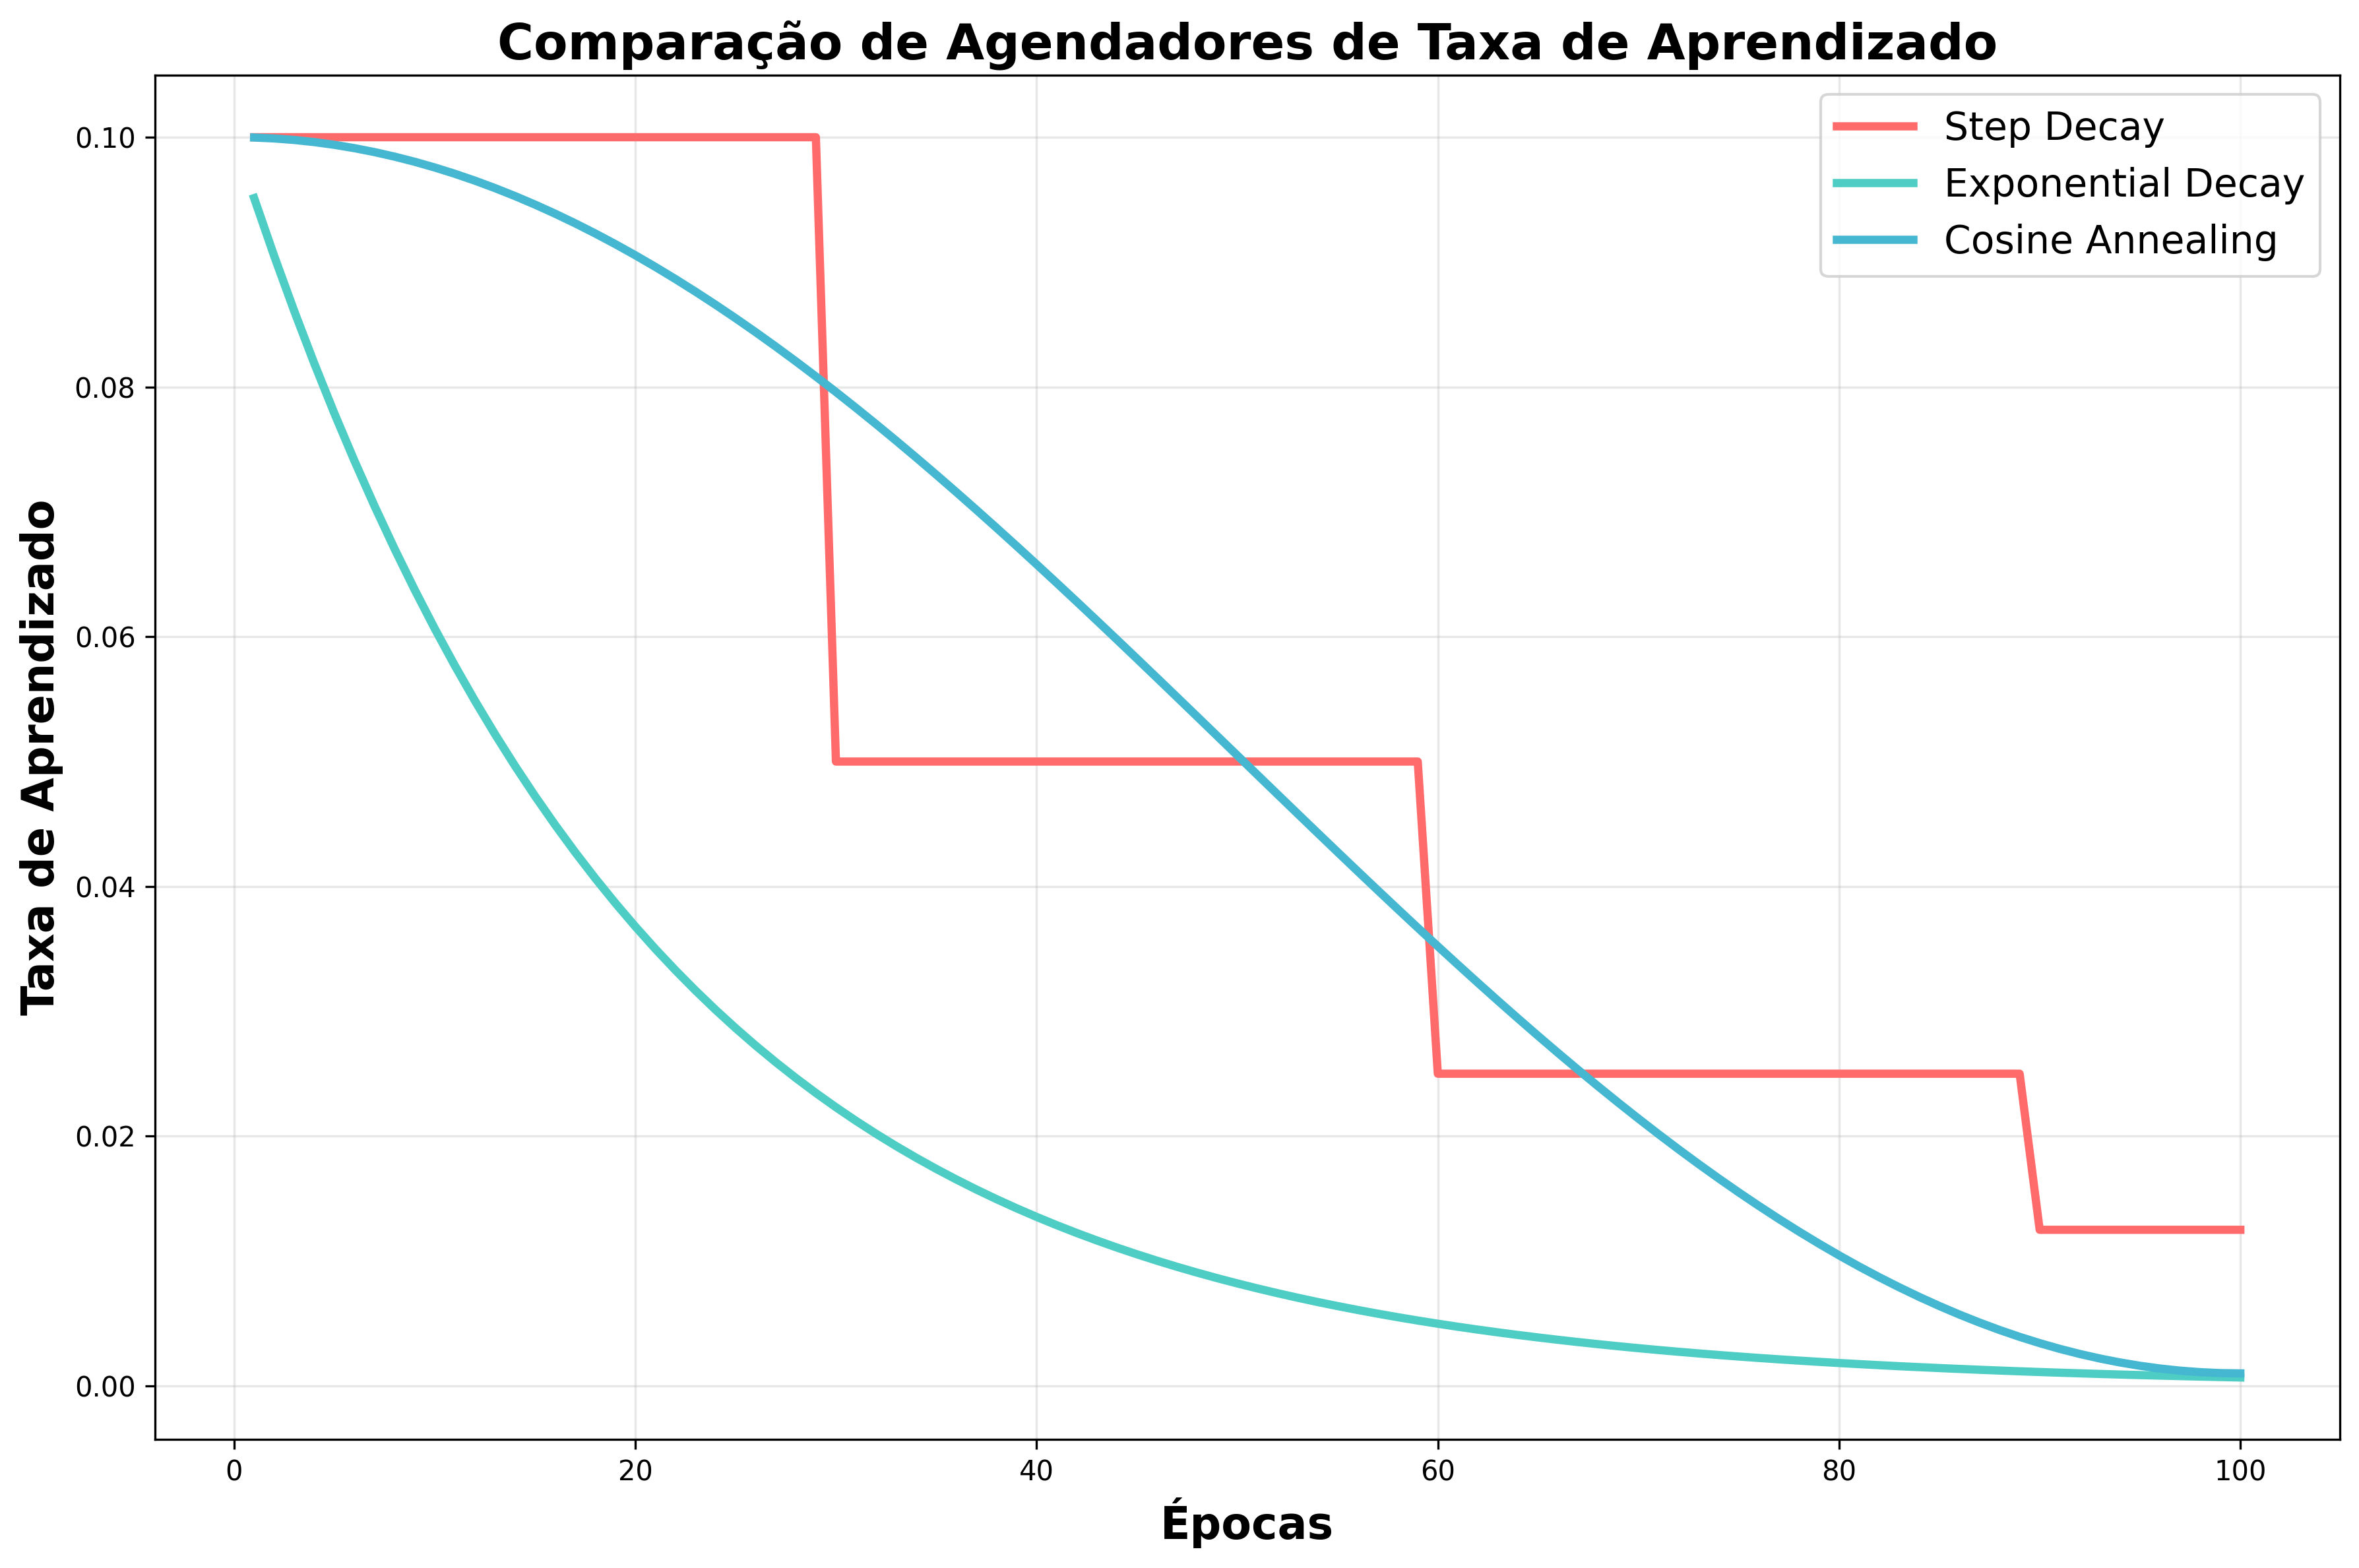 Comparação de Agendadores de Taxa de Aprendizado
Step Decay
Exponential Decay
Cosine Annealing
Taxa de Aprendizado
0.10
0.08
0.06
0.04
0.02
0.00
0
20
40
60
80
100
Épocas